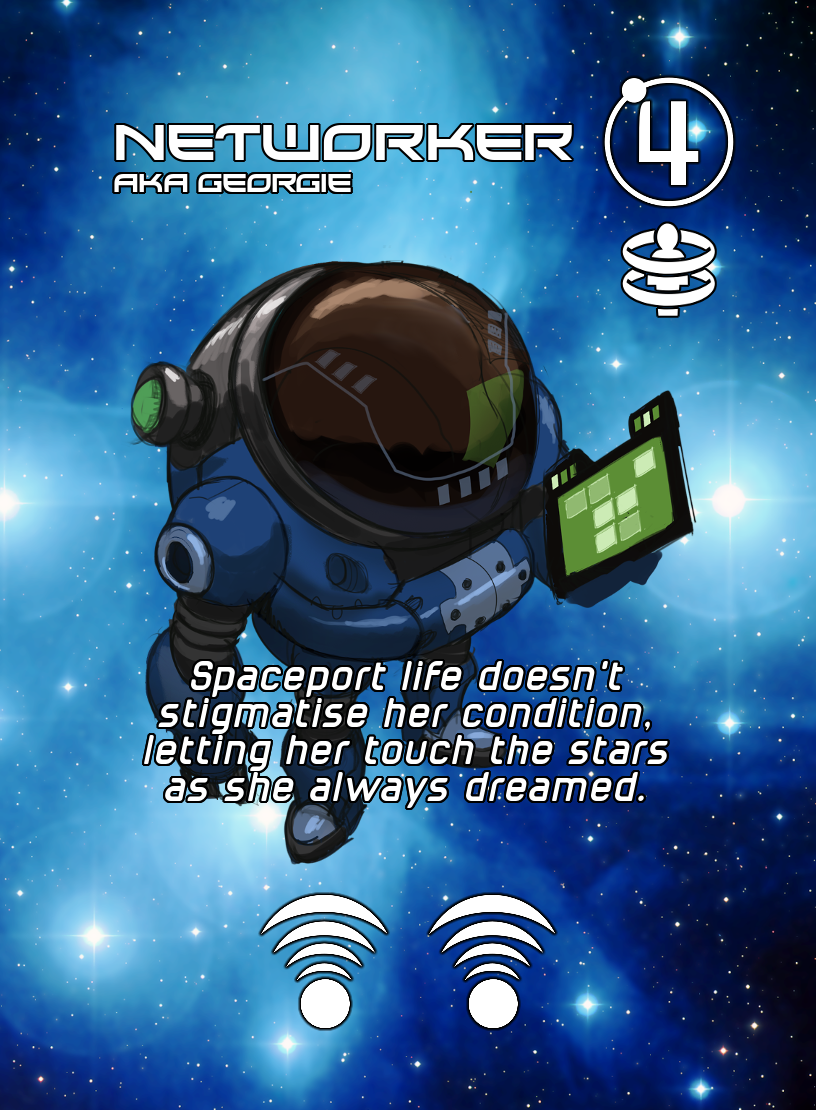 NETWORKER
4
AKA GEORGIE
Spaceport life doesn't
stigmatise her condition,
letting her touch the stars
as she always dreamed.